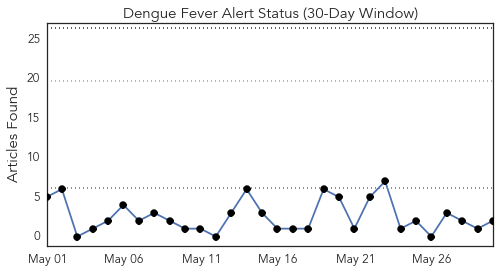 Dengue Fever Alert Status (30-Day Window)
Articles Found
25
20
15
10
5
0
May 01
May 06
May 11
May 16
May 21
May 26